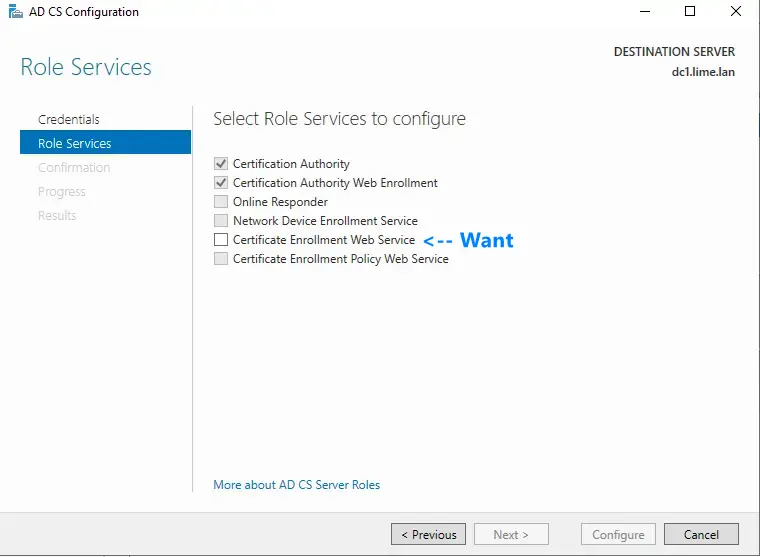 AD CS Configuration
DESTINATION SERVER
dc1.lime.lan
Role Services
Credentials
Role Services
Confirmation
Progress
Results
Select Role Services to configure
Certification Authority
Certification Authority Web Enrollment
Online Responder
Network Device Enrollment Service
Certificate Enrollment Web Service <-- Want
Certificate Enrollment Policy Web Service
More about AD CS Server Roles
< Previous
Next >
Configure
Cancel